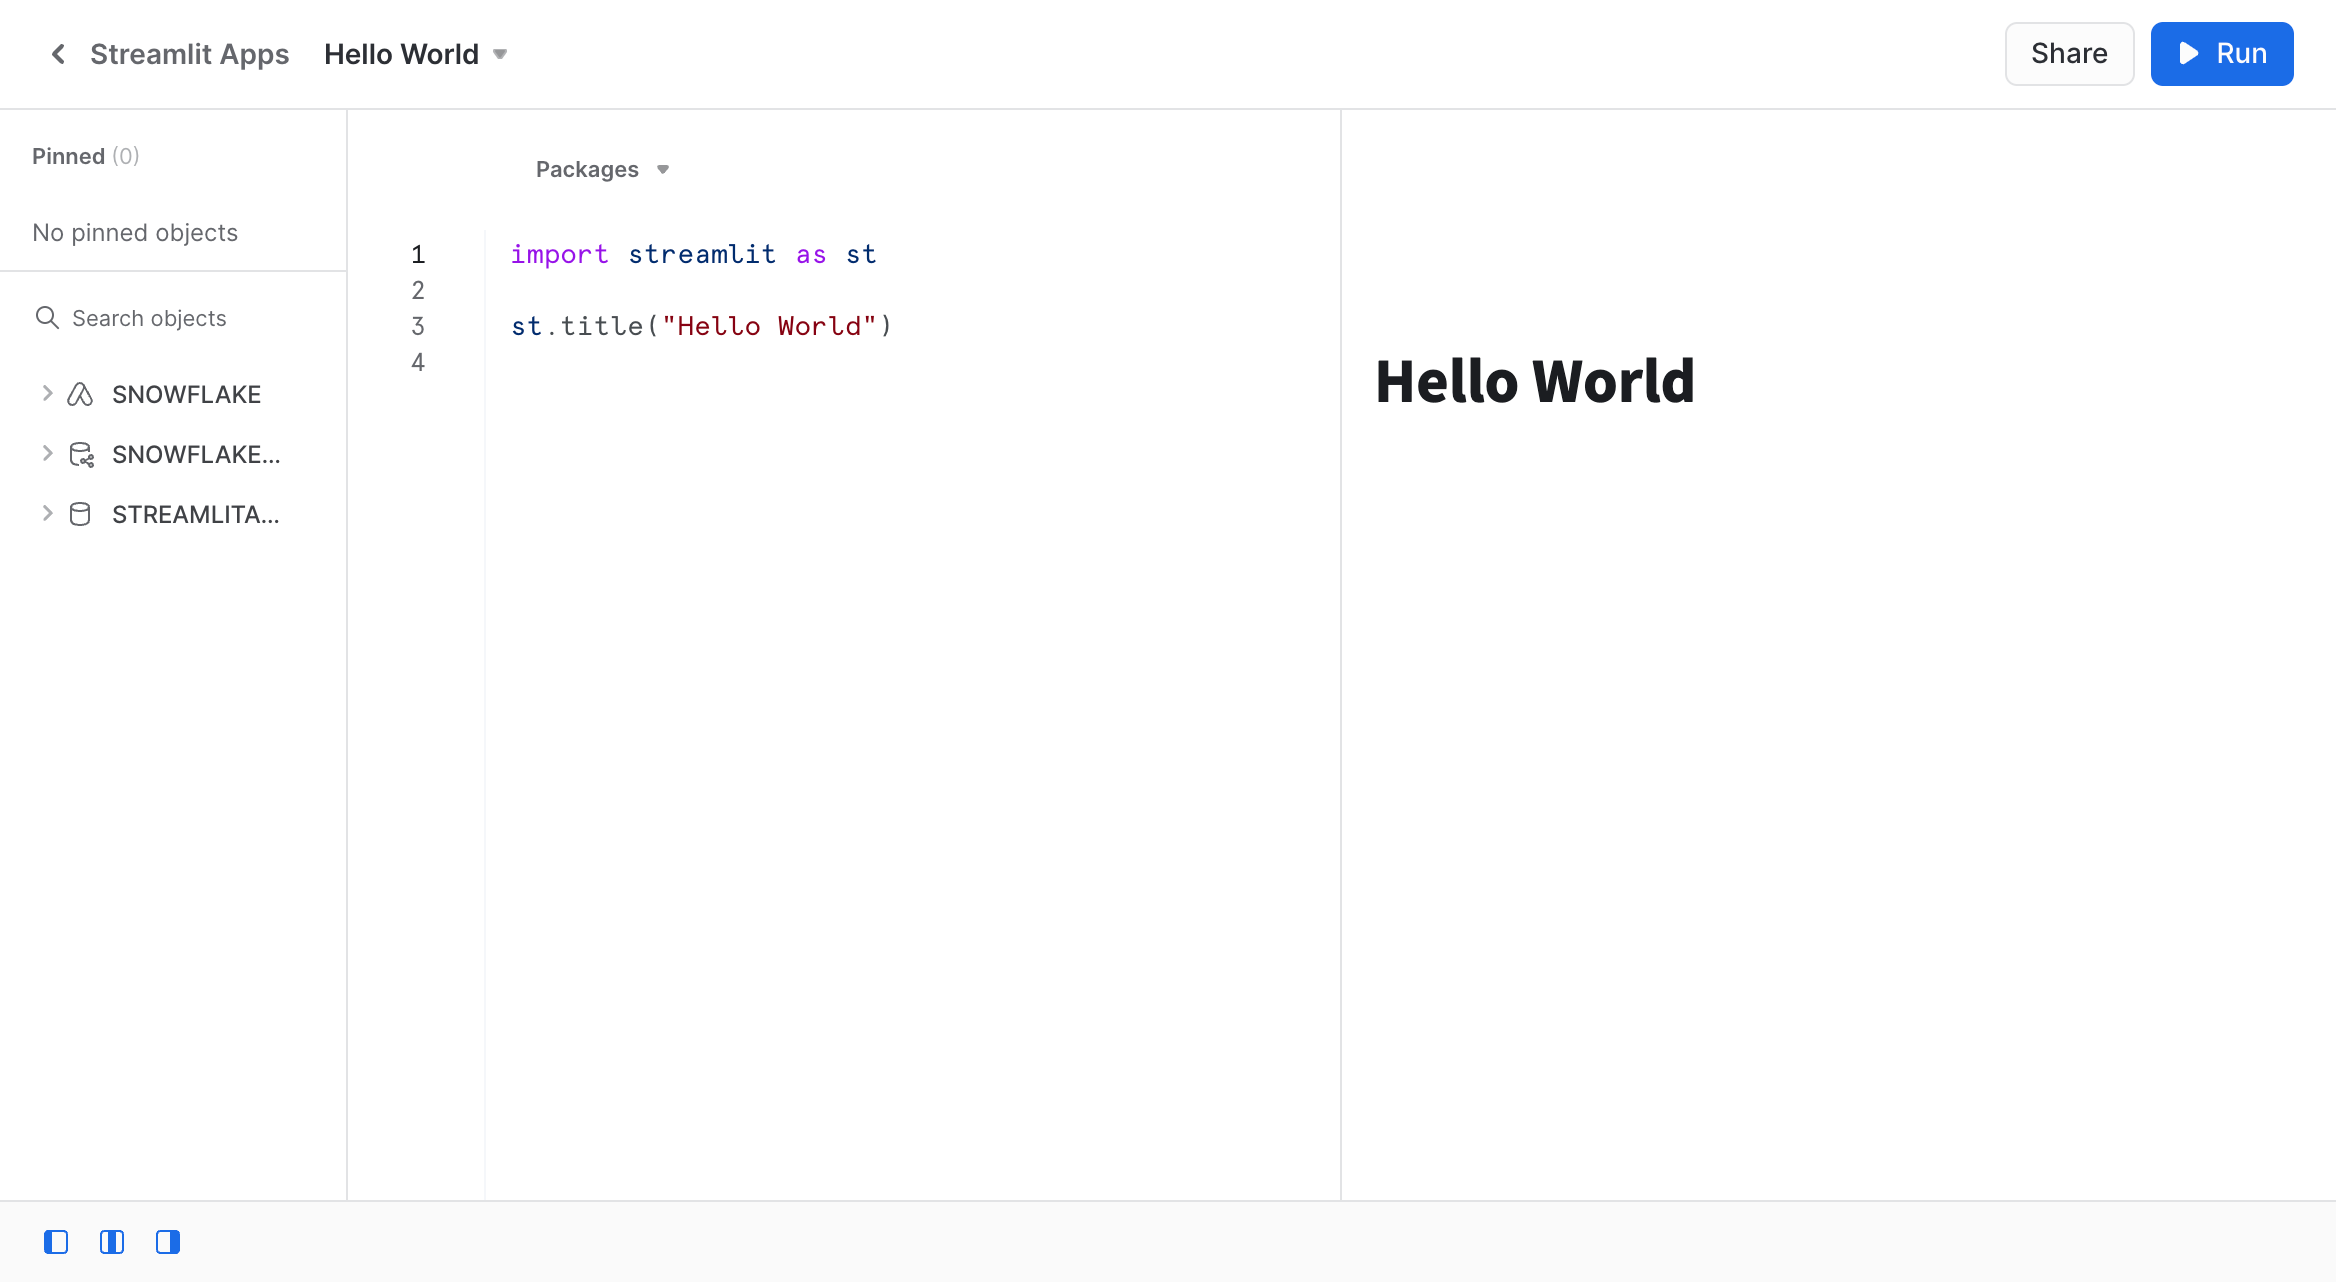 Streamlit Apps Hello World
Share Run
Pinned (0)
No pinned objects
Search objects
SNOWFLAKE
SNOWFLAKE...
STREAMLITA...
Packages
1 import streamlit as st
2
3 st.title("Hello World")
4
Hello World